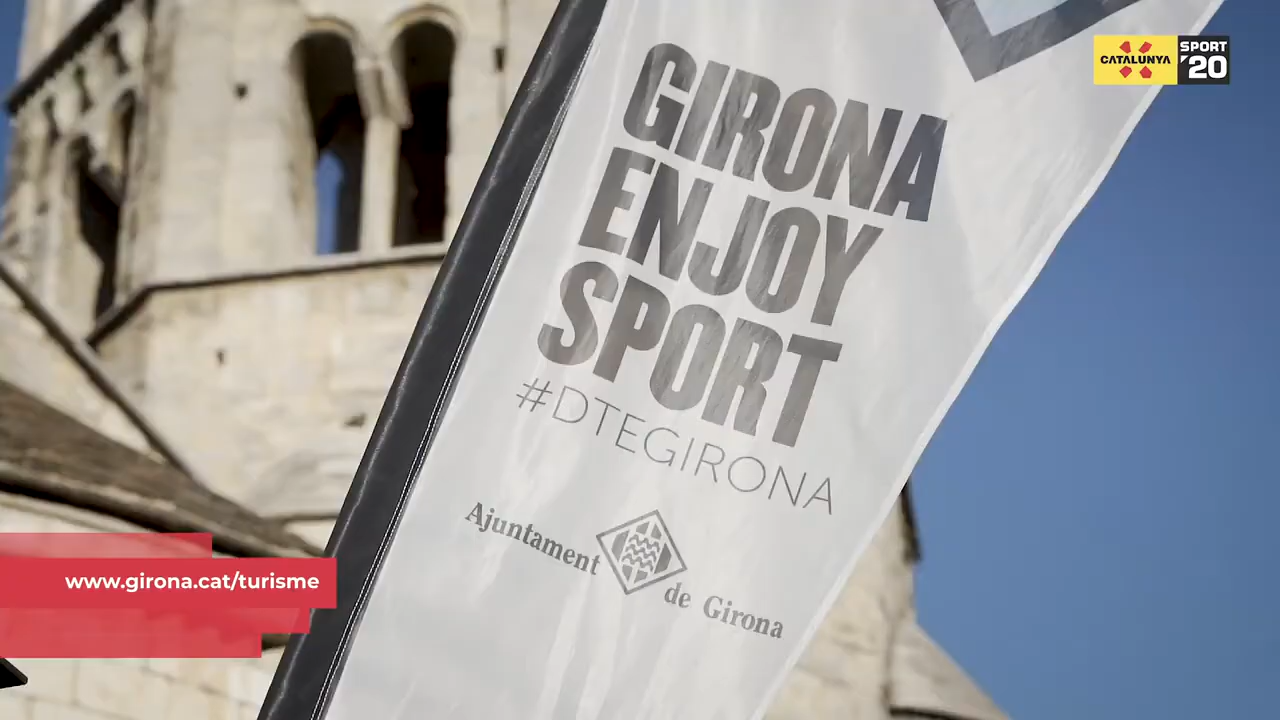 CATALUNYA
SPORT
'20
GIRONA
ENJOY
SPORT
#DTEGIRONA
Ajuntament
de Girona
www.girona.cat/turisme